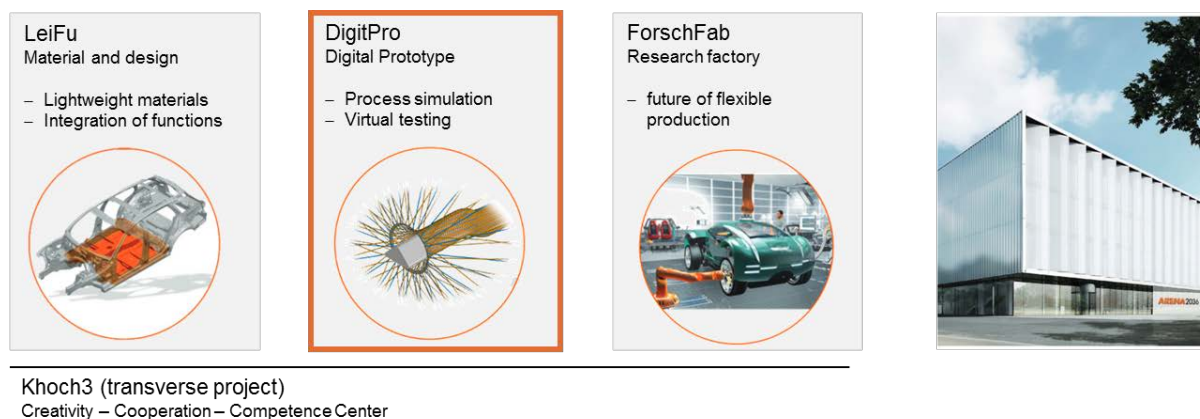 LeiFu
Material and design
– Lightweight materials
– Integration of functions
DigitPro
Digital Prototype
– Process simulation
– Virtual testing
ForschFab
Research factory
– future of flexible
production
ARENA2036
Khoch3 (transverse project)
Creativity – Cooperation – Competence Center